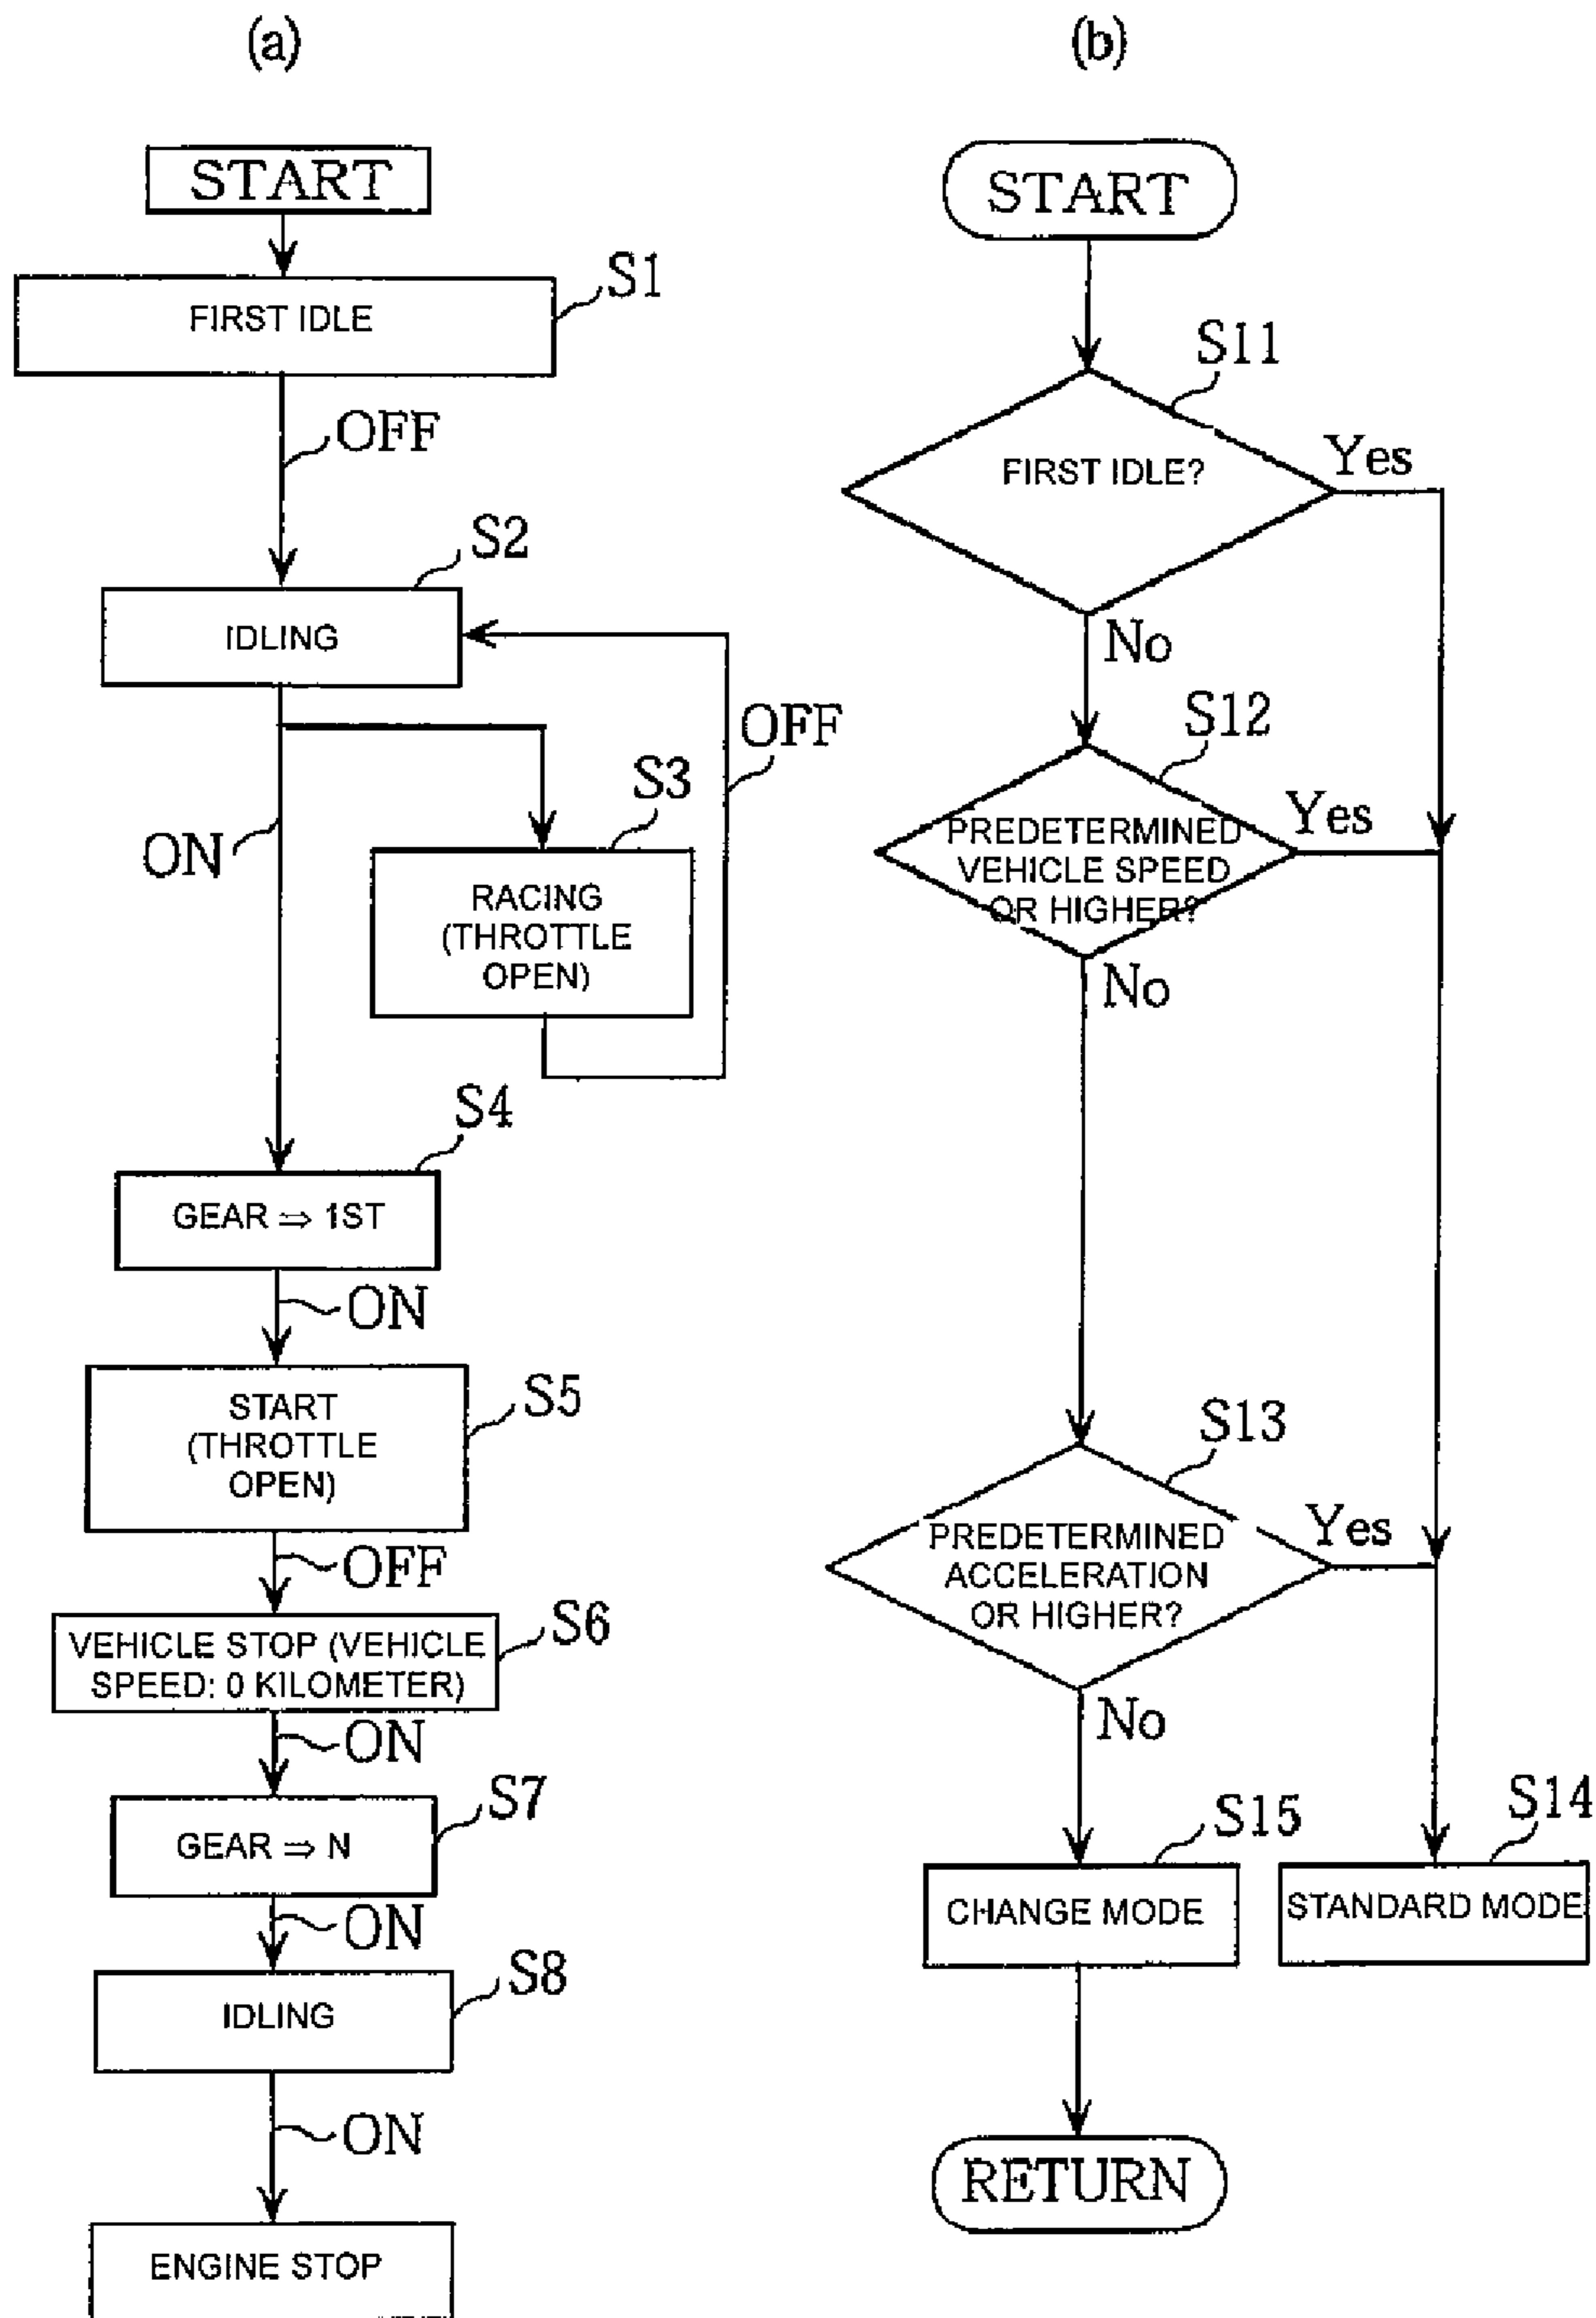 (a)
START
S1
FIRST IDLE
OFF
S2
IDLING
OFF
S3
ON
RACING
(THROTTLE
OPEN)
S4
GEAR ⇒ 1ST
ON
START
(THROTTLE
OPEN)
S5
OFF
VEHICLE STOP (VEHICLE
SPEED: 0 KILOMETER)
S6
ON
S7
GEAR ⇒ N
ON
S8
IDLING
ON
ENGINE STOP
(b)
START
S11
FIRST IDLE?
Yes
No
S12
PREDETERMINED
VEHICLE SPEED
OR HIGHER?
Yes
No
S13
PREDETERMINED
ACCELERATION
OR HIGHER?
Yes
No
S15
CHANGE MODE
S14
STANDARD MODE
RETURN